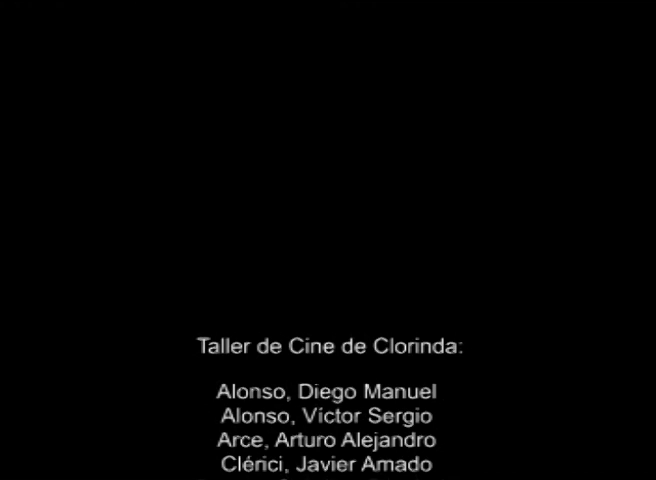 Taller de Cine de Clorinda:
Alonso, Diego Manuel
Alonso, Víctor Sergio
Arce, Arturo Alejandro
Clérici, Javier Amado